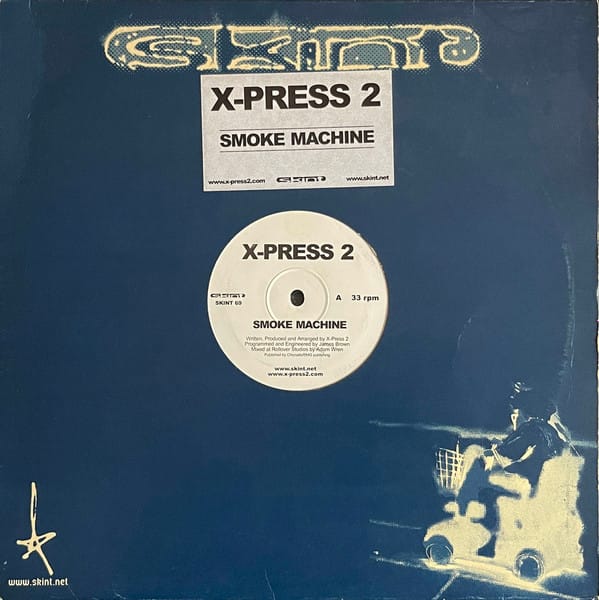 SKINT
X-PRESS 2
SMOKE MACHINE
www.x-press2.com SKINT www.skint.net
X-PRESS 2
SKINT
SKINT 69
A 33 rpm
SMOKE MACHINE
Written, Produced and Arranged by X-Press 2
Programmed and Engineered by James Brown
Mixed at Rollover Studios by Adam Wren
www.skint.net
www.x-press2.com
www.skint.net